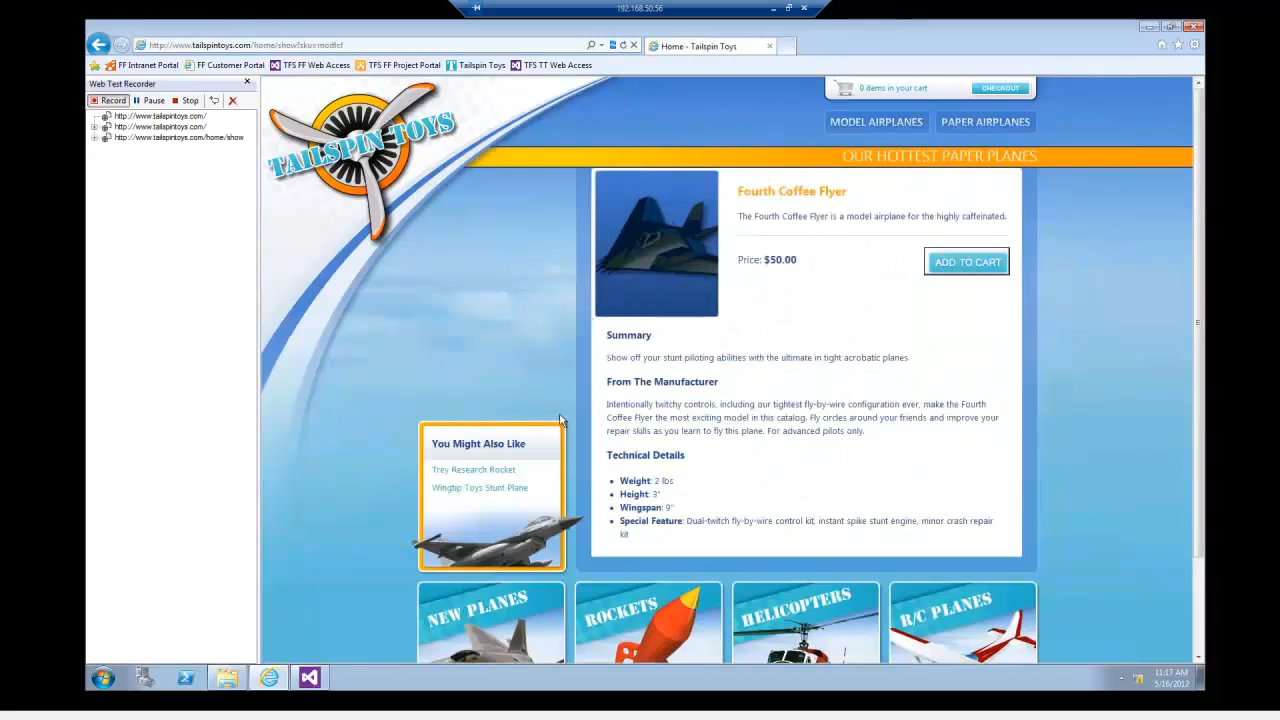 192.168.50.56
http://www.tailspintoys.com/home/show?sku=modfcf
Home - Tailspin Toys
FF Intranet Portal
FF Customer Portal
TFS FF Web Access
TFS FF Project Portal
Tailspin Toys
TFS TT Web Access
Web Test Recorder
Record
Pause
Stop
http://www.tailspintoys.com/
http://www.tailspintoys.com/
http://www.tailspintoys.com/home/show
TAILSPIN TOYS
0 items in your cart
CHECKOUT
MODEL AIRPLANES
PAPER AIRPLANES
OUR HOTTEST PAPER PLANES
Fourth Coffee Flyer
The Fourth Coffee Flyer is a model airplane for the highly caffeinated.
Price: $50.00
ADD TO CART
Summary
Show off your stunt piloting abilities with the ultimate in tight acrobatic planes.
From The Manufacturer
Intentionally twitchy controls, including our tightest fly-by-wire configuration ever, make the Fourth
Coffee Flyer the most exciting model in this catalog. Fly circles around your friends and improve your
repair skills as you learn to fly this plane. For advanced pilots only.
Technical Details
Weight: 2 lbs
Height: 3"
Wingspan: 9"
Special Feature: Dual-twitch fly-by-wire control kit, instant spike stunt engine, minor crash repair
kit
You Might Also Like
Trey Research Rocket
Wingtip Toys Stunt Plane
NEW PLANES
ROCKETS
HELICOPTERS
R/C PLANES
11:17 AM
5/16/2012